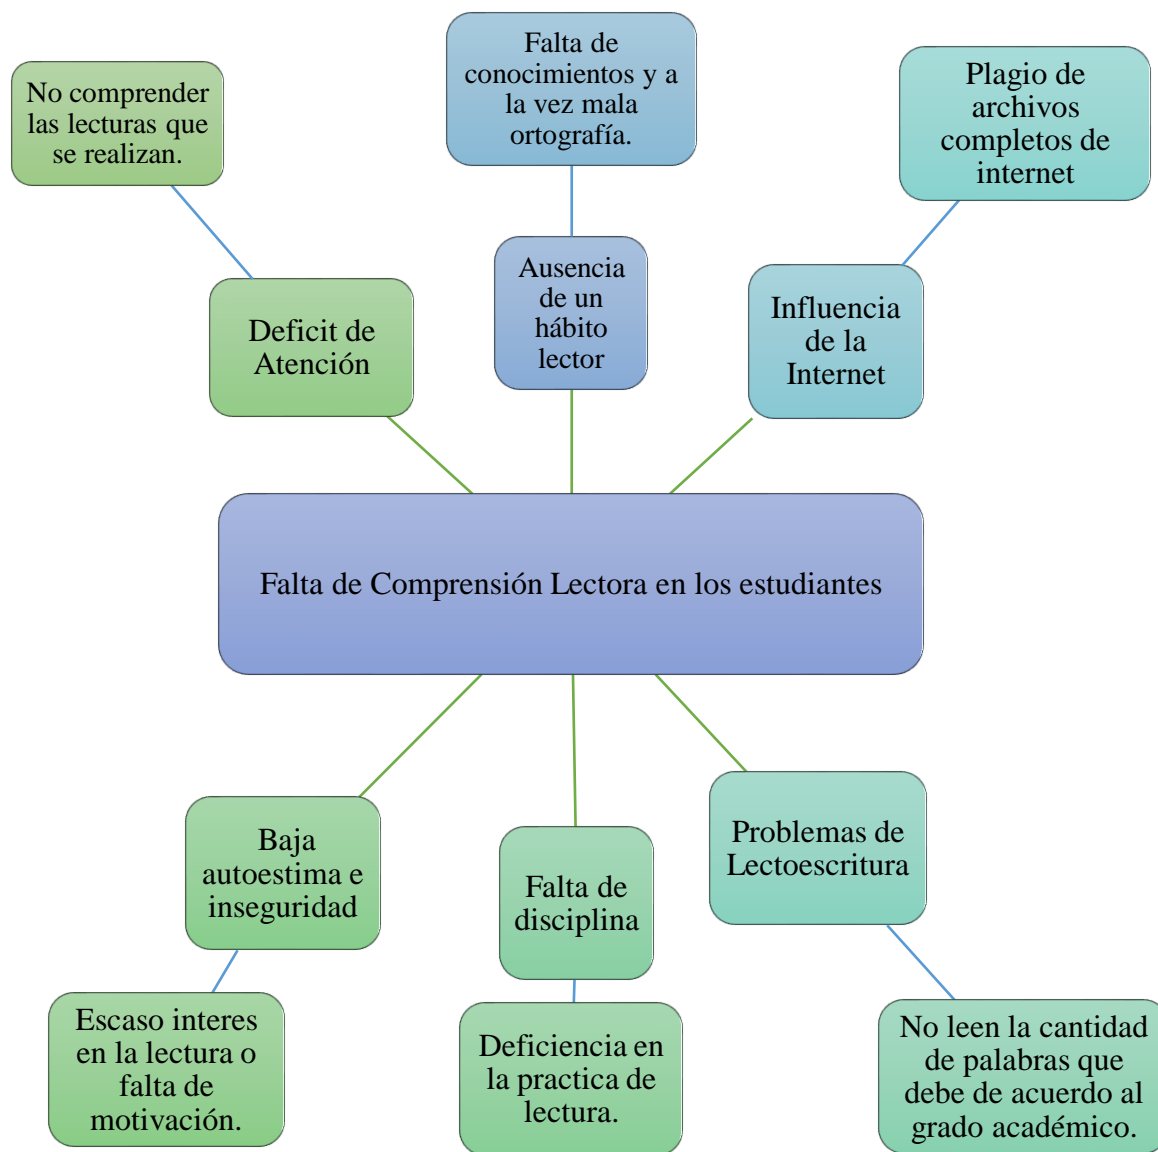 No comprender
las lecturas que
se realizan.
Falta de
conocimientos y a
la vez mala
ortografía.
Plagio de
archivos
completos de
internet
Deficit de
Atención
Ausencia
de un
hábito
lector
Influencia
de la
Internet
Falta de Comprensión Lectora en los estudiantes
Baja
autoestima e
inseguridad
Falta de
disciplina
Problemas de
Lectoescritura
Escaso interes
en la lectura o
falta de
motivación.
Deficiencia en
la practica de
lectura.
No leen la cantidad
de palabras que
debe de acuerdo al
grado académico.